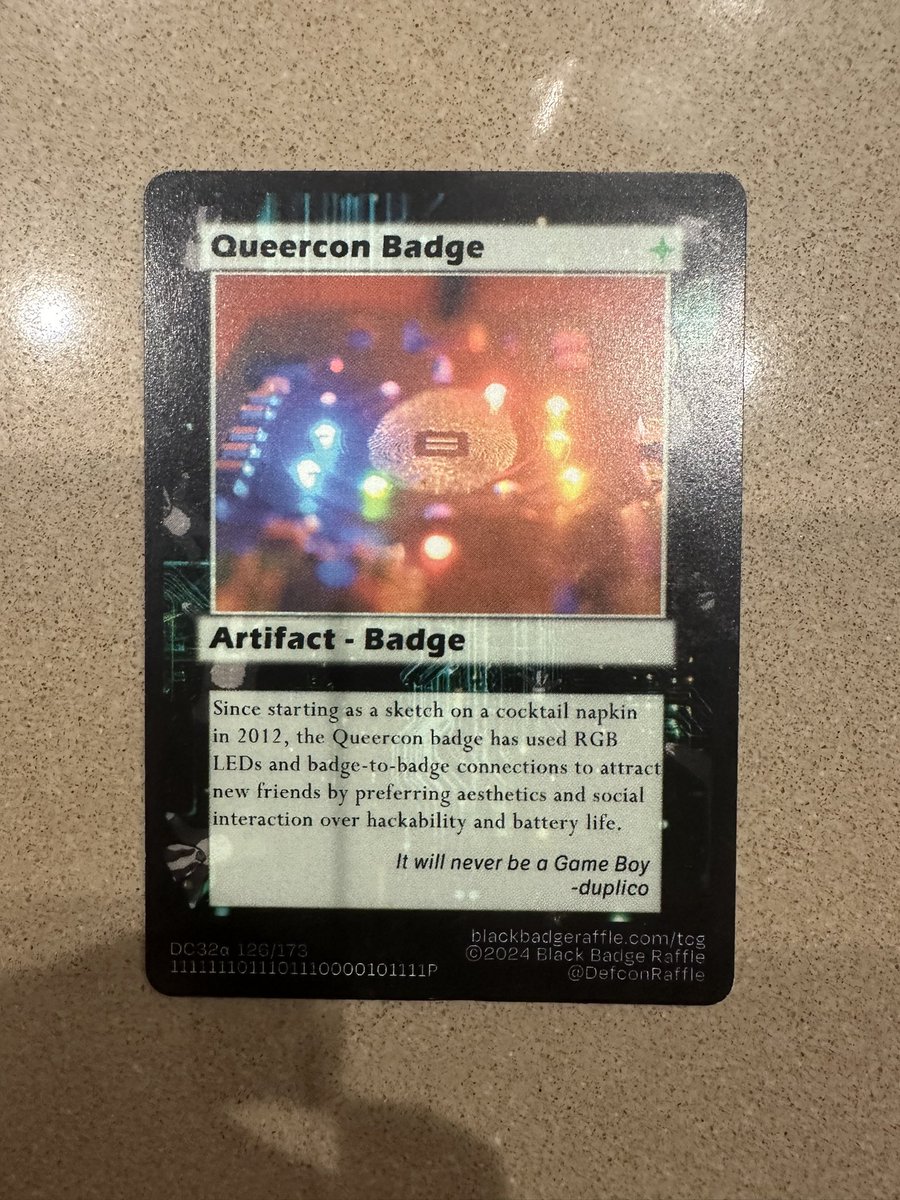 Queercon Badge
Artifact - Badge
Since starting as a sketch on a cocktail napkin
in 2012, the Queercon badge has used RGB
LEDs and badge-to-badge connections to attract
new friends by preferring aesthetics and social
interaction over hackability and battery life.
It will never be a Game Boy
-duplico
DC32α 126/173
blackbadgeraffle.com/tcg
©2024 Black Badge Raffle
@DefconRaffle